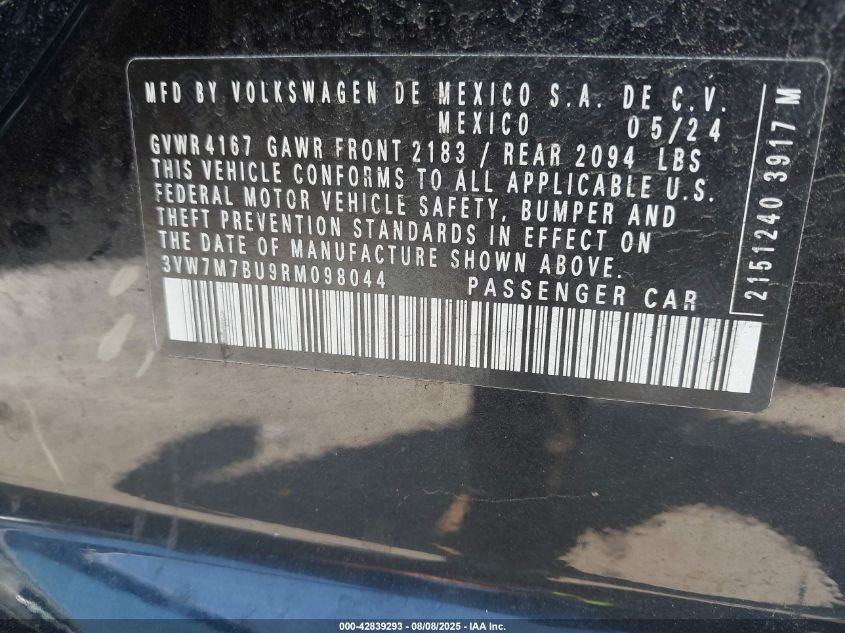 MFD BY VOLKSWAGEN DE MEXICO S.A. DE C.V.
MEXICO 05/24
GVWR 4167 GAWR FRONT 2183 / REAR 2094 LBS
THIS VEHICLE CONFORMS TO ALL APPLICABLE U.S.
FEDERAL MOTOR VEHICLE SAFETY, BUMPER AND
THEFT PREVENTION STANDARDS IN EFFECT ON
THE DATE OF MANUFACTURE SHOWN ABOVE.
3VW7M7BU9RM098044 PASSENGER CAR
2151240 3917 M
000-42839293 - 08/08/2025 - IAA Inc.